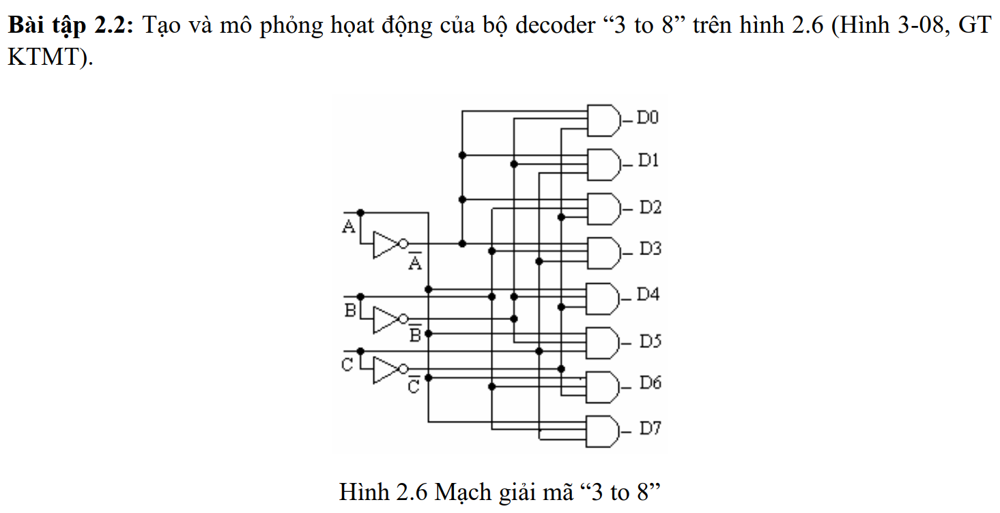 Bài tập 2.2: Tạo và mô phỏng họat động của bộ decoder “3 to 8” trên hình 2.6 (Hình 3-08, GT
KTMT).
D0
D1
D2
A
D3
A̅
D4
B
B̅
D5
C
C̅
D6
D7
Hình 2.6 Mạch giải mã “3 to 8”